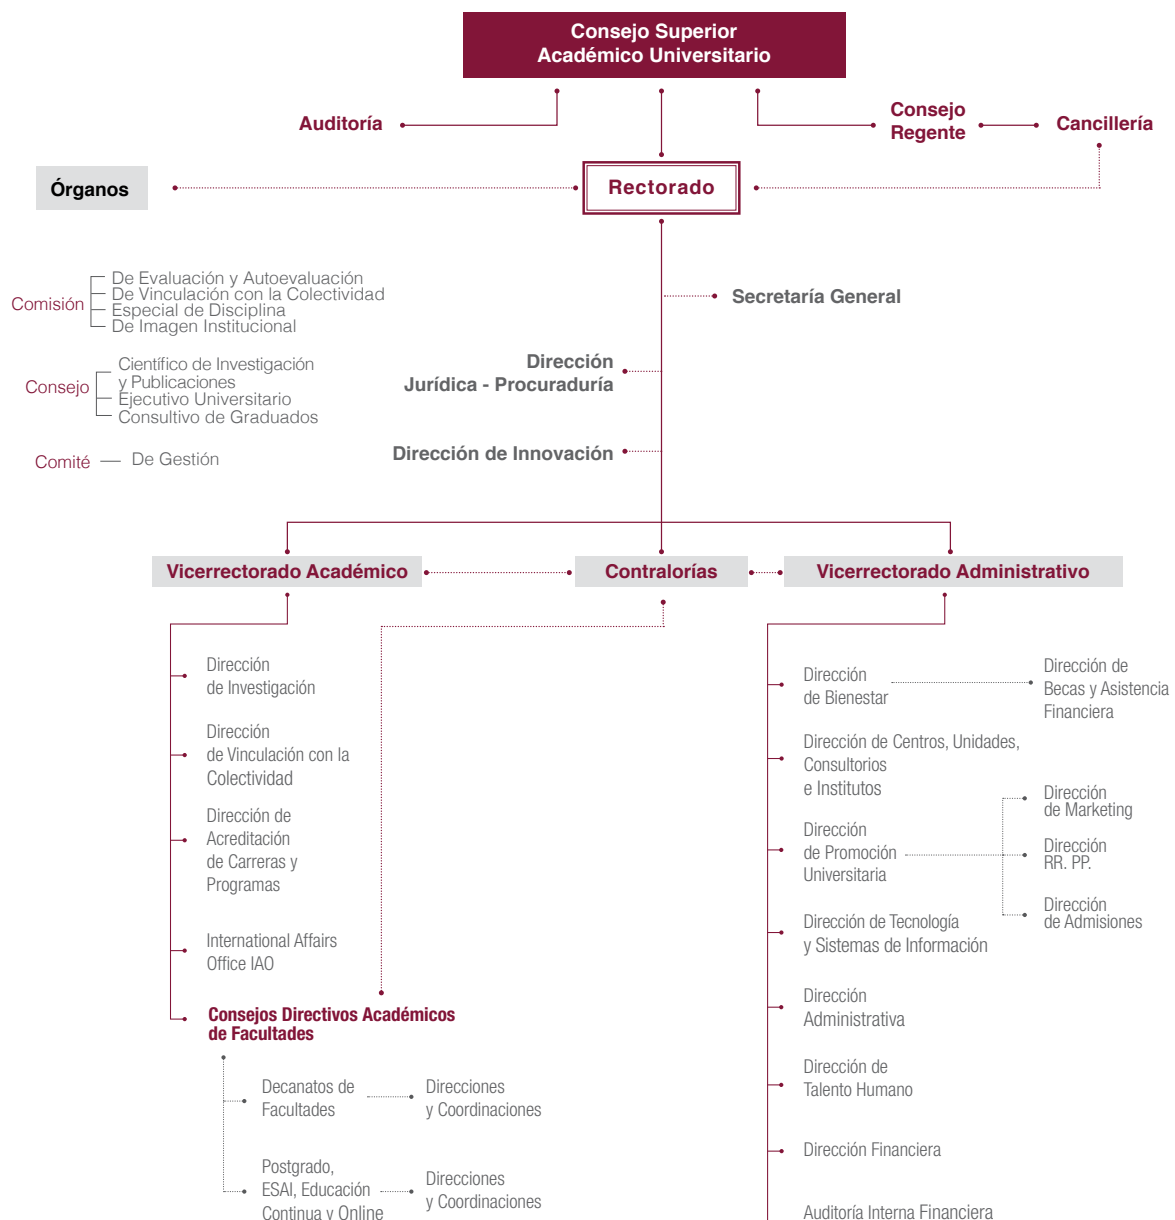 Consejo Superior
Académico Universitario
Auditoría
Consejo
Regente
Cancillería
Órganos
Rectorado
Comisión
De Evaluación y Autoevaluación
De Vinculación con la Colectividad
Especial de Disciplina
De Imagen Institucional
Secretaría General
Consejo
Científico de Investigación
y Publicaciones
Ejecutivo Universitario
Consultivo de Graduados
Dirección
Jurídica - Procuraduría
Comité
De Gestión
Dirección de Innovación
Vicerrectorado Académico
Contralorías
Vicerrectorado Administrativo
Dirección
de Investigación
Dirección
de Vinculación con la
Colectividad
Dirección de
Acreditación
de Carreras y
Programas
International Affairs
Office IAO
Consejos Directivos Académicos
de Facultades
Decanatos de
Facultades
Direcciones
y Coordinaciones
Postgrado,
ESAI, Educación
Continua y Online
Direcciones
y Coordinaciones
Dirección
de Bienestar
Dirección de
Becas y Asistencia
Financiera
Dirección de Centros, Unidades,
Consultorios
e Institutos
Dirección
de Promoción
Universitaria
Dirección
de Marketing
Dirección
RR. PP.
Dirección
de Admisiones
Dirección de Tecnología
y Sistemas de Información
Dirección
Administrativa
Dirección de
Talento Humano
Dirección Financiera
Auditoría Interna Financiera